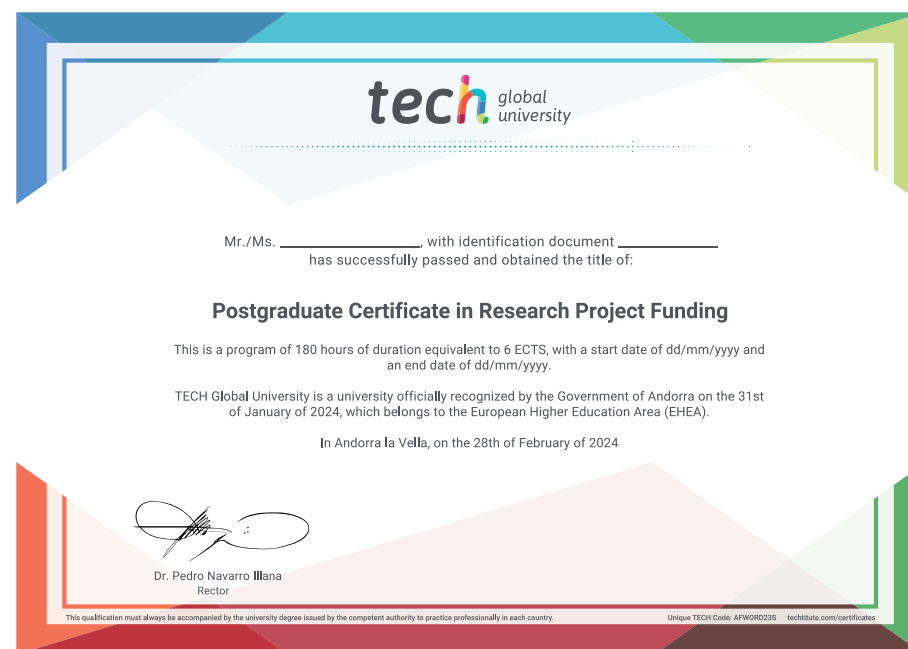 tech global
university
Mr./Ms. ____________________, with identification document ______________
has successfully passed and obtained the title of:
Postgraduate Certificate in Research Project Funding
This is a program of 180 hours of duration equivalent to 6 ECTS, with a start date of dd/mm/yyyy and
an end date of dd/mm/yyyy.
TECH Global University is a university officially recognized by the Government of Andorra on the 31st
of January of 2024, which belongs to the European Higher Education Area (EHEA).
In Andorra la Vella, on the 28th of February of 2024
Dr. Pedro Navarro Illana
Rector
This qualification must always be accompanied by the university degree issued by the competent authority to practice professionally in each country. Unique TECH Code: AFWORD23S techtitute.com/certificates